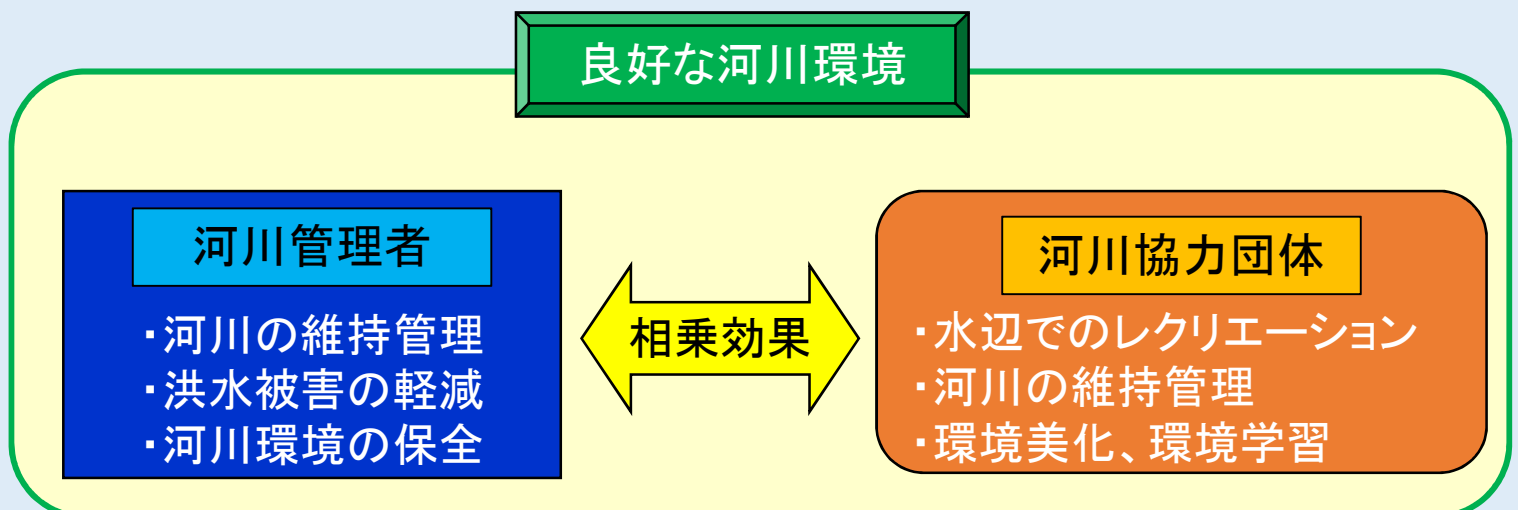 良好な河川環境
河川管理者
・河川の維持管理
・洪水被害の軽減
・河川環境の保全
相乗効果
河川協力団体
・水辺でのレクリエーション
・河川の維持管理
・環境美化、環境学習